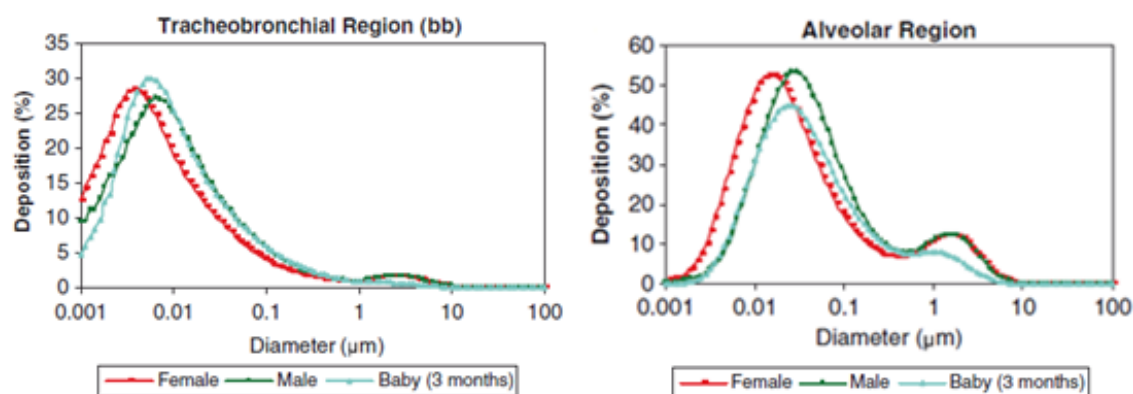 Tracheobronchial Region (bb)
Deposition (%)
35
30
25
20
15
10
5
0
0.001 0.01 0.1 1 10 100
Diameter (µm)
Female Male Baby (3 months)
Alveolar Region
Deposition (%)
60
50
40
30
20
10
0
0.001 0.01 0.1 1 10 100
Diameter (µm)
Female Male Baby (3 months)